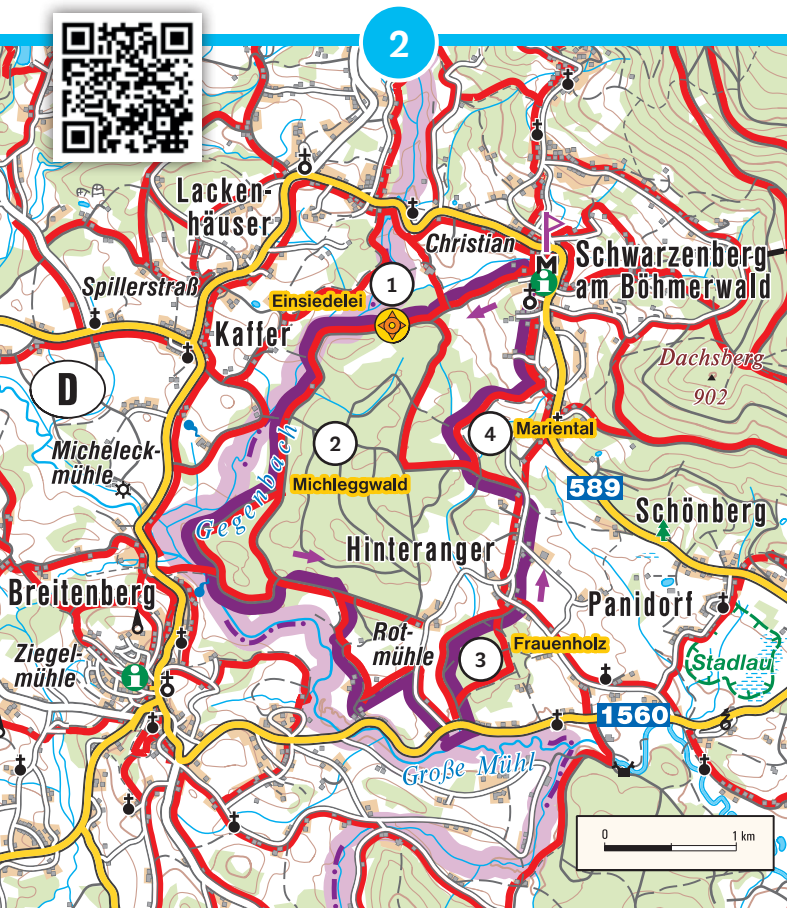 2
Lacken-
häuser
Christian
Schwarzenberg
am Böhmerwald
M
i
1
Spillerstraß
Einsiedelei
Kaffer
Dachsberg
902
D
4
Mariental
2
Micheleck-
mühle
Michleggwald
589
Gegenbach
Schönberg
Hinteranger
Breitenberg
Panidorf
Rot-
mühle
Frauenholz
3
Ziegel-
mühle
i
Stadlau
1560
Große Mühl
0 1 km